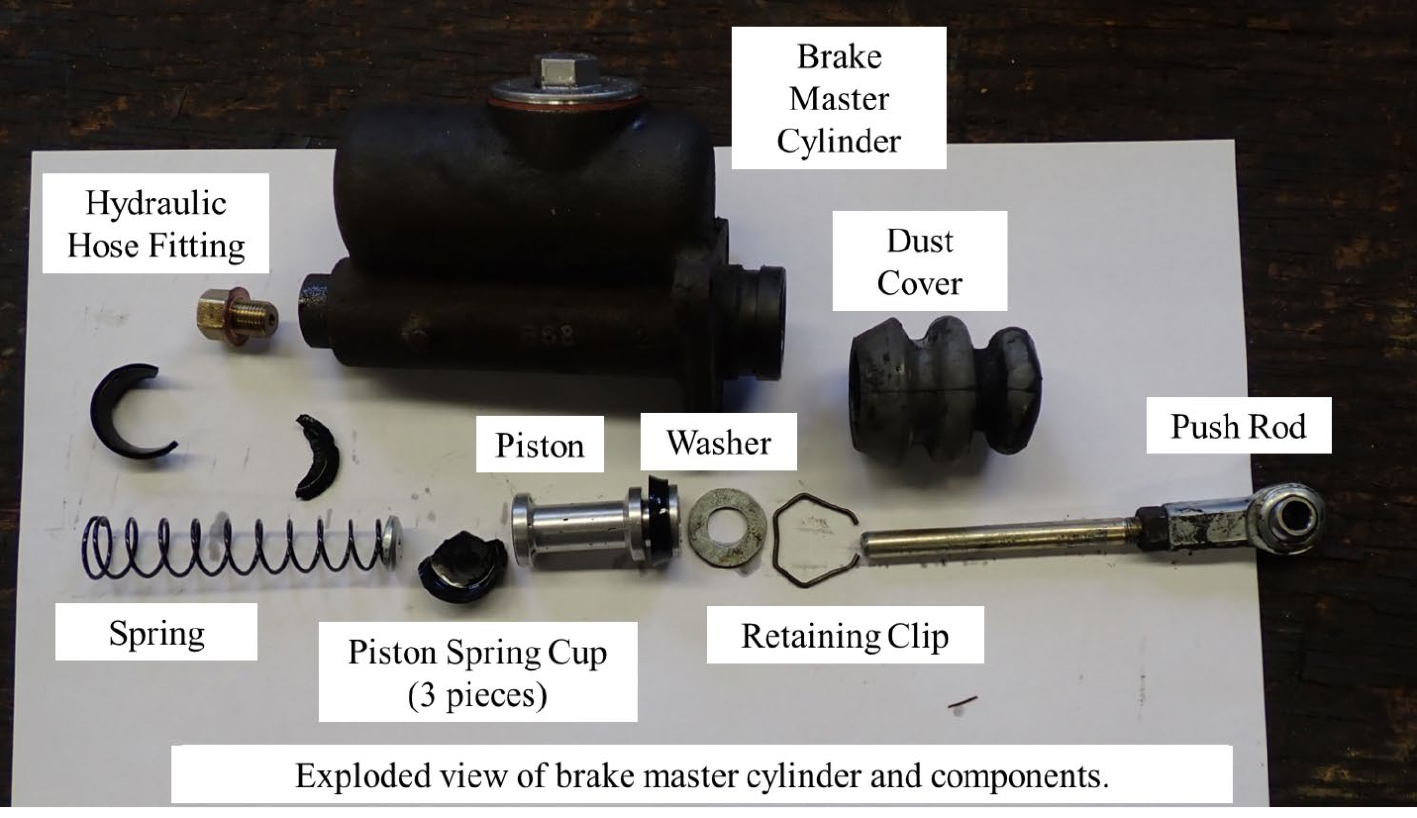 Brake
Master
Cylinder
Hydraulic
Hose Fitting
Dust
Cover
Push Rod
Piston
Washer
Spring
Piston Spring Cup
(3 pieces)
Retaining Clip
Exploded view of brake master cylinder and components.